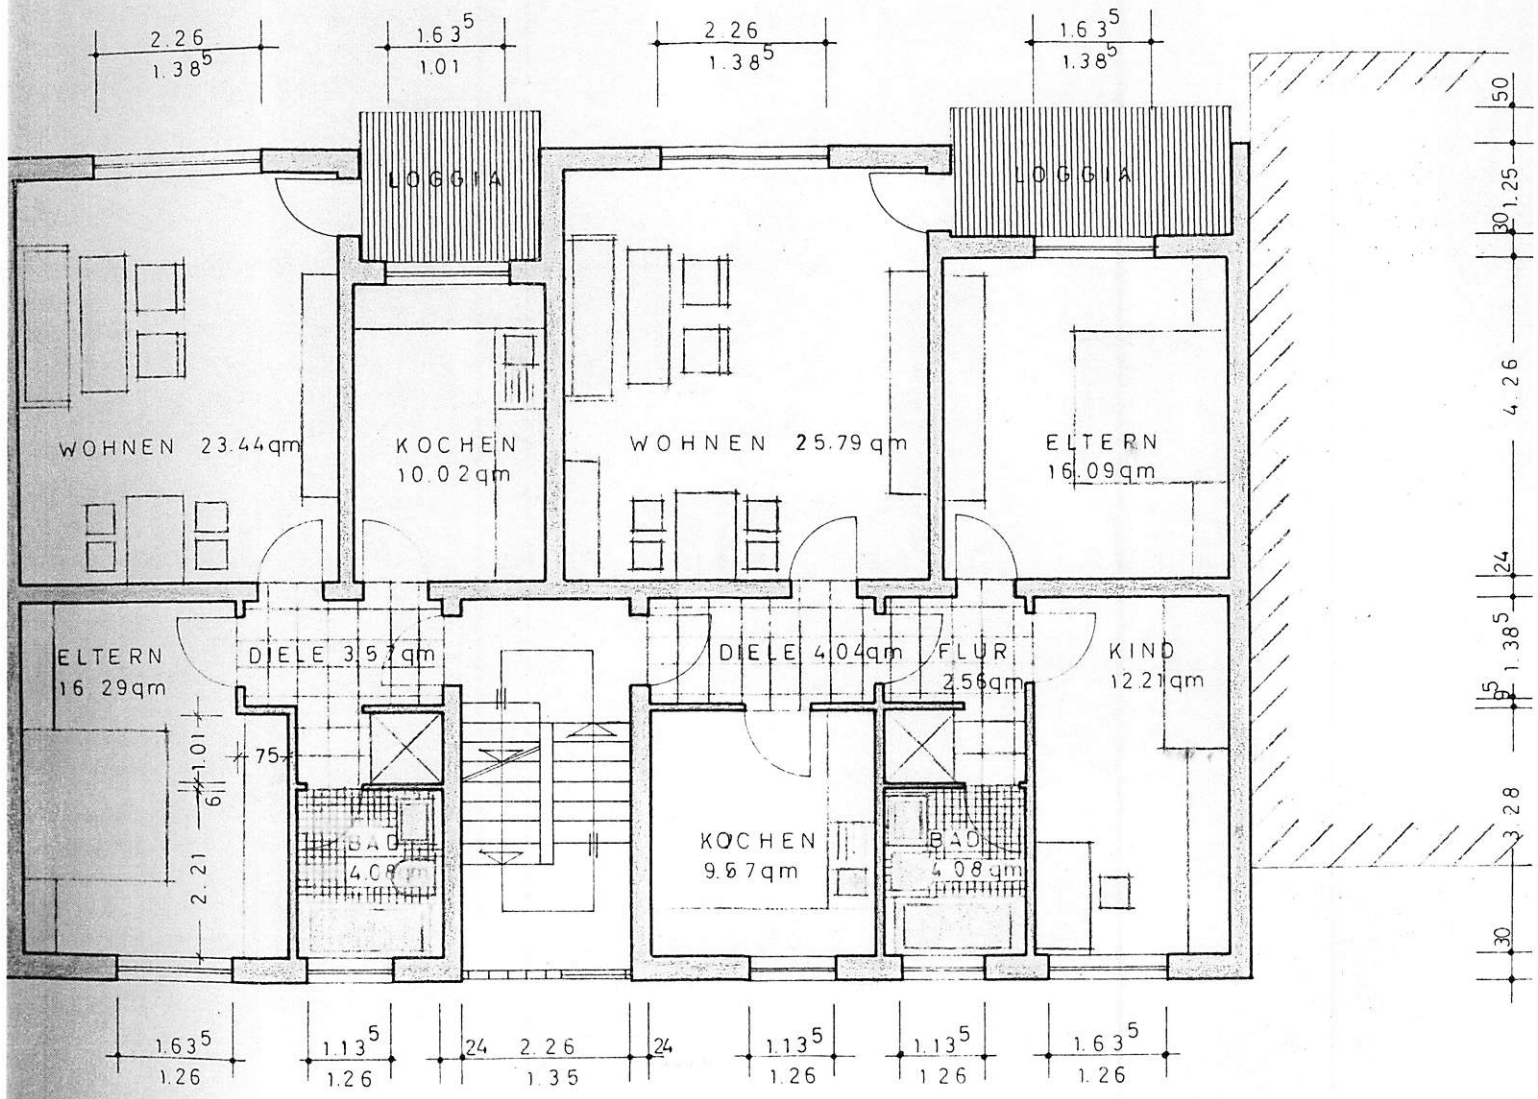 2.26
1.38⁵
1.63⁵
1.01
2.26
1.38⁵
1.63⁵
1.38⁵
50
1.25
30
4.26
24
1.38⁵
9⁵
3.28
30
LOGGIA
LOGGIA
WOHNEN 23.44qm
KOCHEN
10.02qm
WOHNEN 25.79qm
ELTERN
16.09qm
ELTERN
16.29qm
DIELE 3.57qm
DIELE 4.04qm
FLUR
2.56qm
KIND
12.21qm
1.01
75
6
2.21
BAD
4.08qm
KOCHEN
9.67qm
BAD
4.08qm
1.63⁵
1.26
1.13⁵
1.26
24
2.26
1.35
24
1.13⁵
1.26
1.13⁵
1.26
1.63⁵
1.26